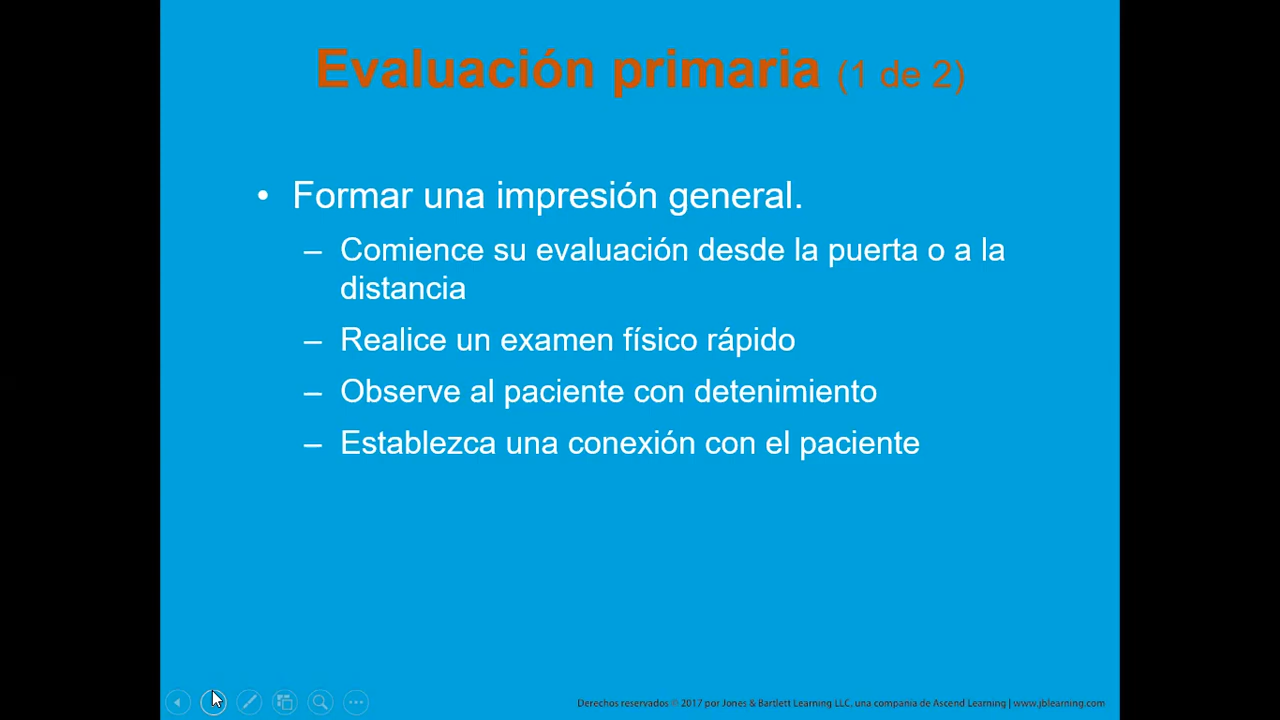 Evaluación primaria (1 de 2)
• Formar una impresión general.
– Comience su evaluación desde la puerta o a la
distancia
– Realice un examen físico rápido
– Observe al paciente con detenimiento
– Establezca una conexión con el paciente
Derechos reservados © 2017 por Jones & Bartlett Learning LLC. una compania de Ascend Learning | www.jblearning.com